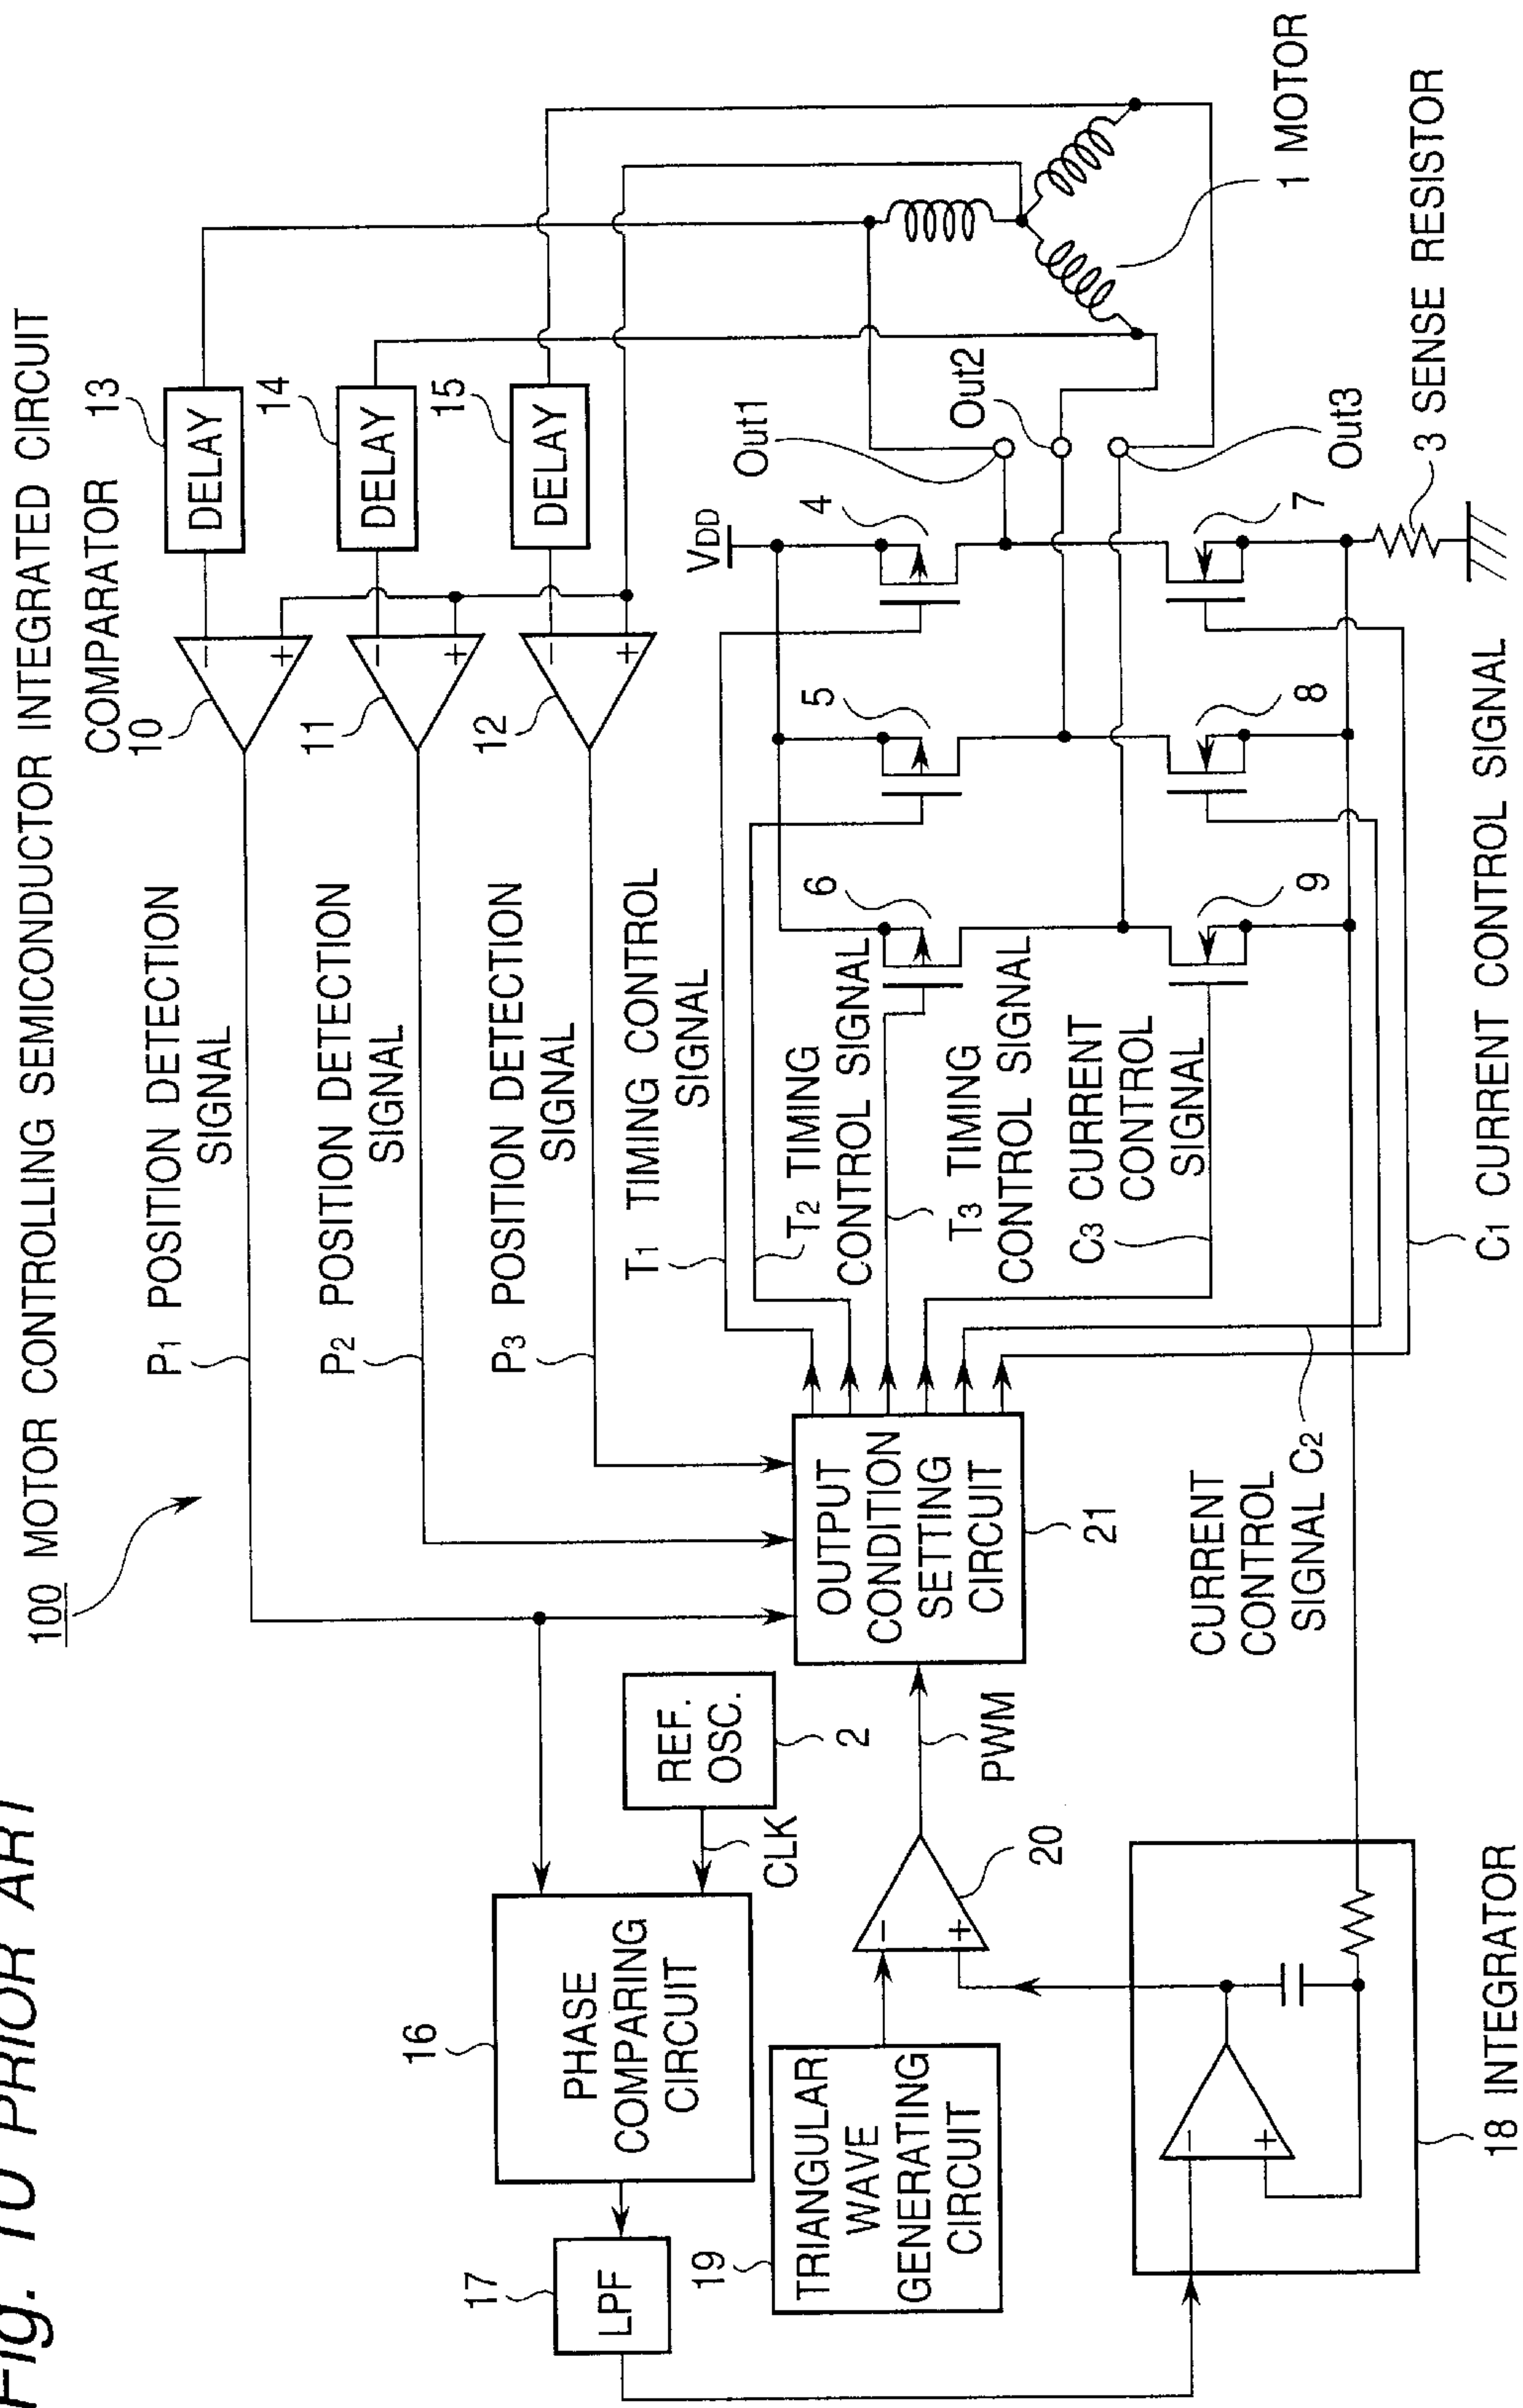 Fig. 10 PRIOR ART
100 MOTOR CONTROLLING SEMICONDUCTOR INTEGRATED CIRCUIT
COMPARATOR
10
11
12
13
DELAY
14
DELAY
15
DELAY
−
+
−
+
−
+
P1 POSITION DETECTION
SIGNAL
P2 POSITION DETECTION
SIGNAL
P3 POSITION DETECTION
SIGNAL
T1 TIMING CONTROL
SIGNAL
T2 TIMING
CONTROL SIGNAL
T3 TIMING
CONTROL SIGNAL
C3 CURRENT
CONTROL
SIGNAL
VDD
4
5
6
7
8
9
Out1
Out2
Out3
1 MOTOR
3 SENSE RESISTOR
16
PHASE
COMPARING
CIRCUIT
REF.
OSC.
2
CLK
17
LPF
19
TRIANGULAR
WAVE
GENERATING
CIRCUIT
−
+
20
PWM
OUTPUT
CONDITION
SETTING
CIRCUIT
21
CURRENT
CONTROL
SIGNAL C2
C1 CURRENT CONTROL SIGNAL
−
+
18 INTEGRATOR